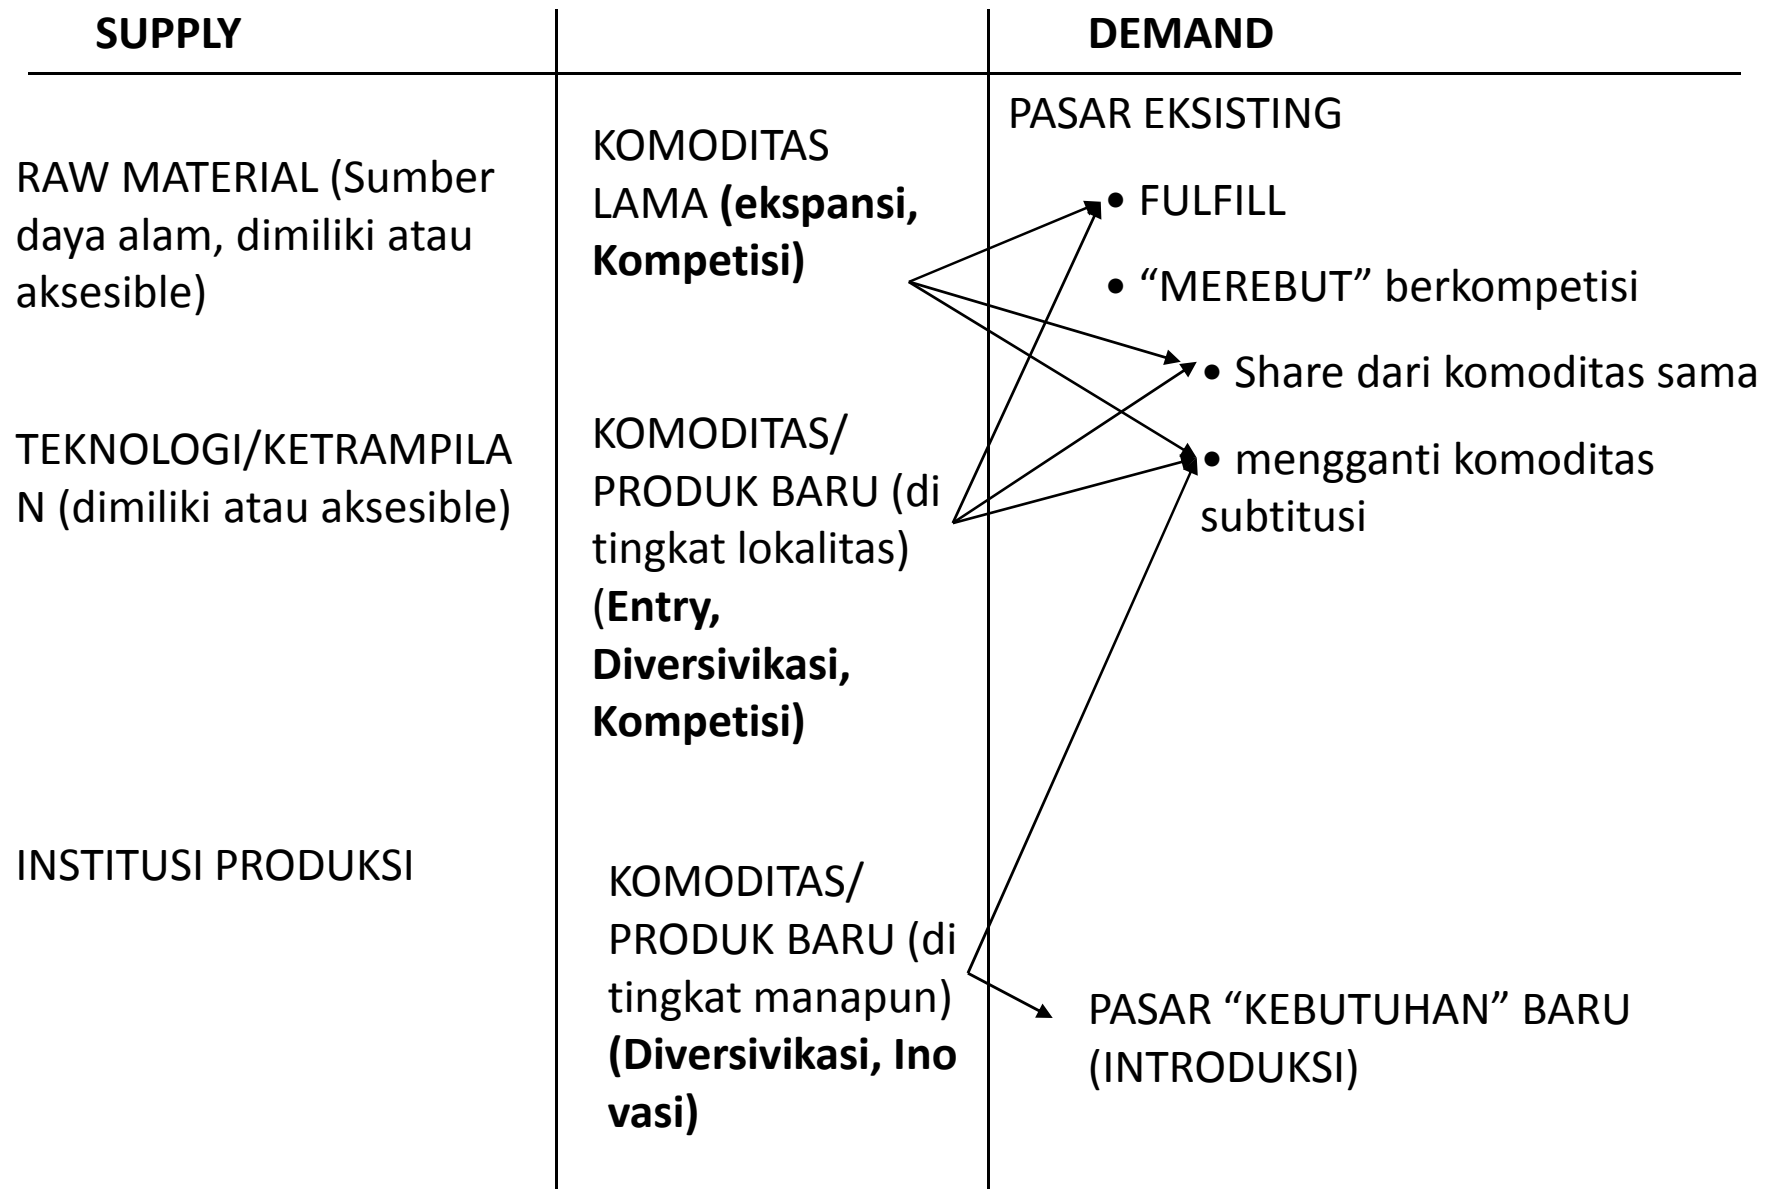 SUPPLY
DEMAND
RAW MATERIAL (Sumber
daya alam, dimiliki atau
aksesible)
TEKNOLOGI/KETRAMPILA
N (dimiliki atau aksesible)
INSTITUSI PRODUKSI
KOMODITAS
LAMA (ekspansi,
Kompetisi)
KOMODITAS/
PRODUK BARU (di
tingkat lokalitas)
(Entry,
Diversivikasi,
Kompetisi)
KOMODITAS/
PRODUK BARU (di
tingkat manapun)
(Diversivikasi, Ino
vasi)
PASAR EKSISTING
• FULFILL
• “MEREBUT” berkompetisi
• Share dari komoditas sama
• mengganti komoditas
subtitusi
PASAR “KEBUTUHAN” BARU
(INTRODUKSI)